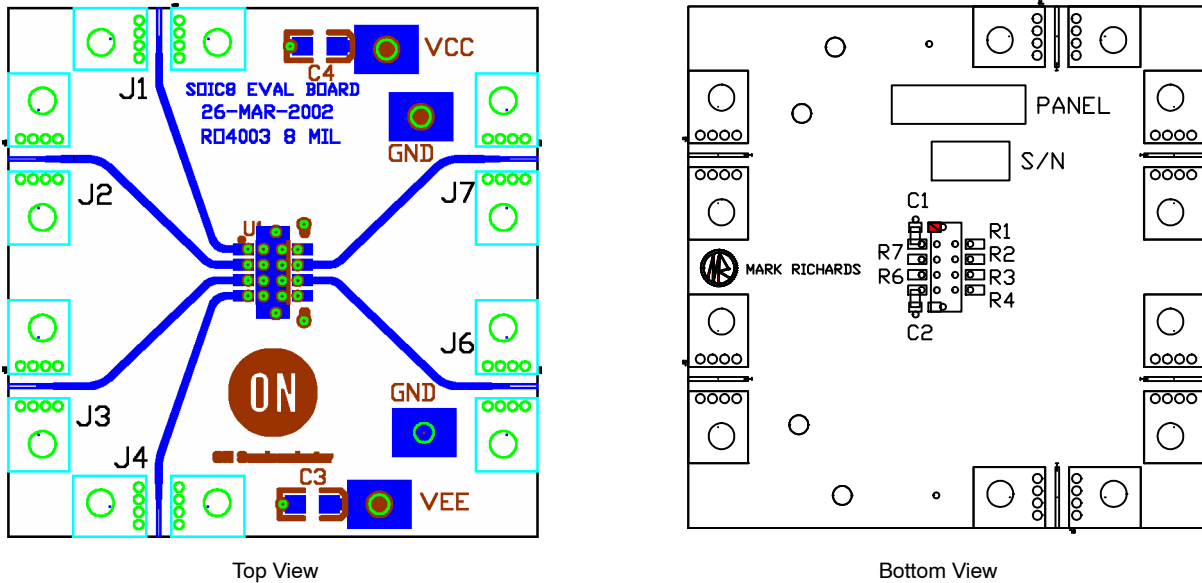 J1
C4
VCC
SOIC8 EVAL BOARD
26-MAR-2002
RO4003 8 MIL
GND
J2
J7
U1
J3
J6
ON
GND
J4
C3
VEE
Top View
PANEL
S/N
C1
R7
R1
R2
R6
R3
R4
MR
MARK RICHARDS
C2
Bottom View